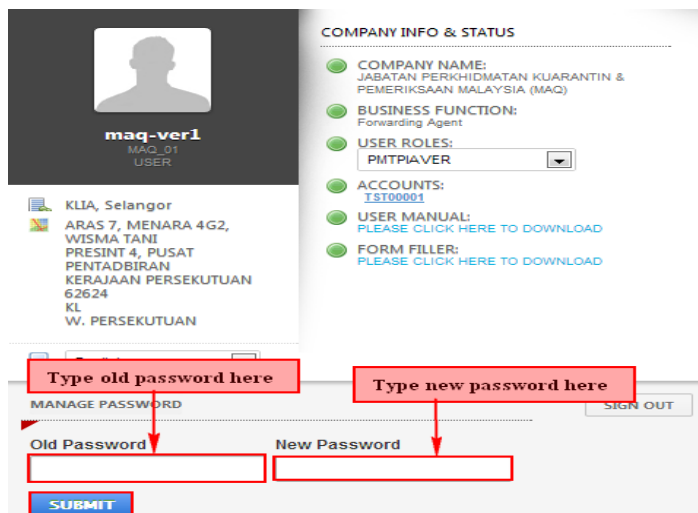 maq-ver1
MAQ_01
USER
KLIA, Selangor
ARAS 7, MENARA 4G2,
WISMA TANI
PRESINT 4, PUSAT
PENTADBIRAN
KERAJAAN PERSEKUTUAN
62624
KL
W. PERSEKUTUAN
COMPANY INFO & STATUS
COMPANY NAME:
JABATAN PERKHIDMATAN KUARANTIN &
PEMERIKSAAN MALAYSIA (MAQ)
BUSINESS FUNCTION:
Forwarding Agent
USER ROLES:
PMTPIAVER
ACCOUNTS:
TST00001
USER MANUAL:
PLEASE CLICK HERE TO DOWNLOAD
FORM FILLER:
PLEASE CLICK HERE TO DOWNLOAD
Type old password here
Type new password here
MANAGE PASSWORD
SIGN OUT
Old Password
New Password
SUBMIT